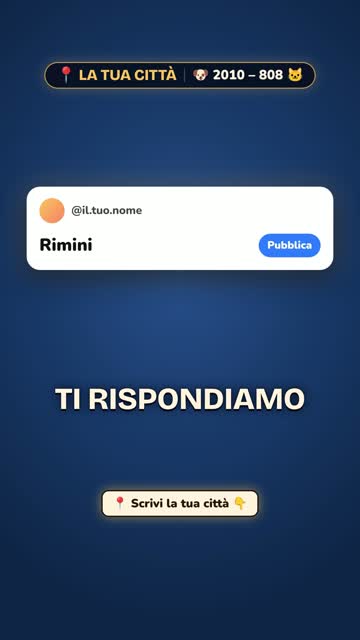 📍 LA TUA CITTÀ | 🐶 2010 – 808 🐱
@il.tuo.nome
Rimini
Pubblica
TI RISPONDIAMO
📍 Scrivi la tua città 👇